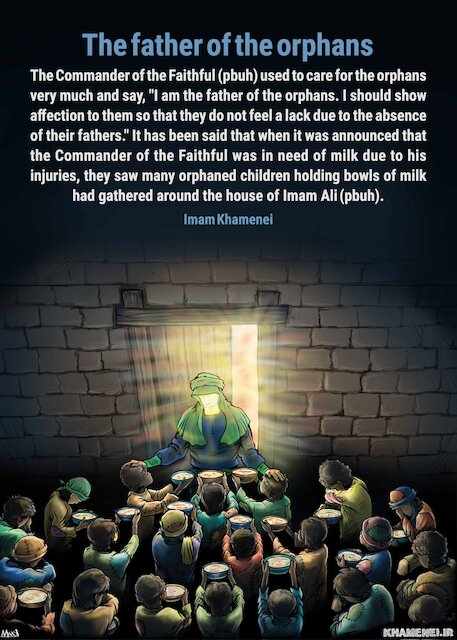 The father of the orphans
The Commander of the Faithful (pbuh) used to care for the orphans
very much and say, "I am the father of the orphans. I should show
affection to them so that they do not feel a lack due to the absence
of their fathers." It has been said that when it was announced that
the Commander of the Faithful was in need of milk due to his
injuries, they saw many orphaned children holding bowls of milk
had gathered around the house of Imam Ali (pbuh).
Imam Khamenei
KHAMENEI.IR